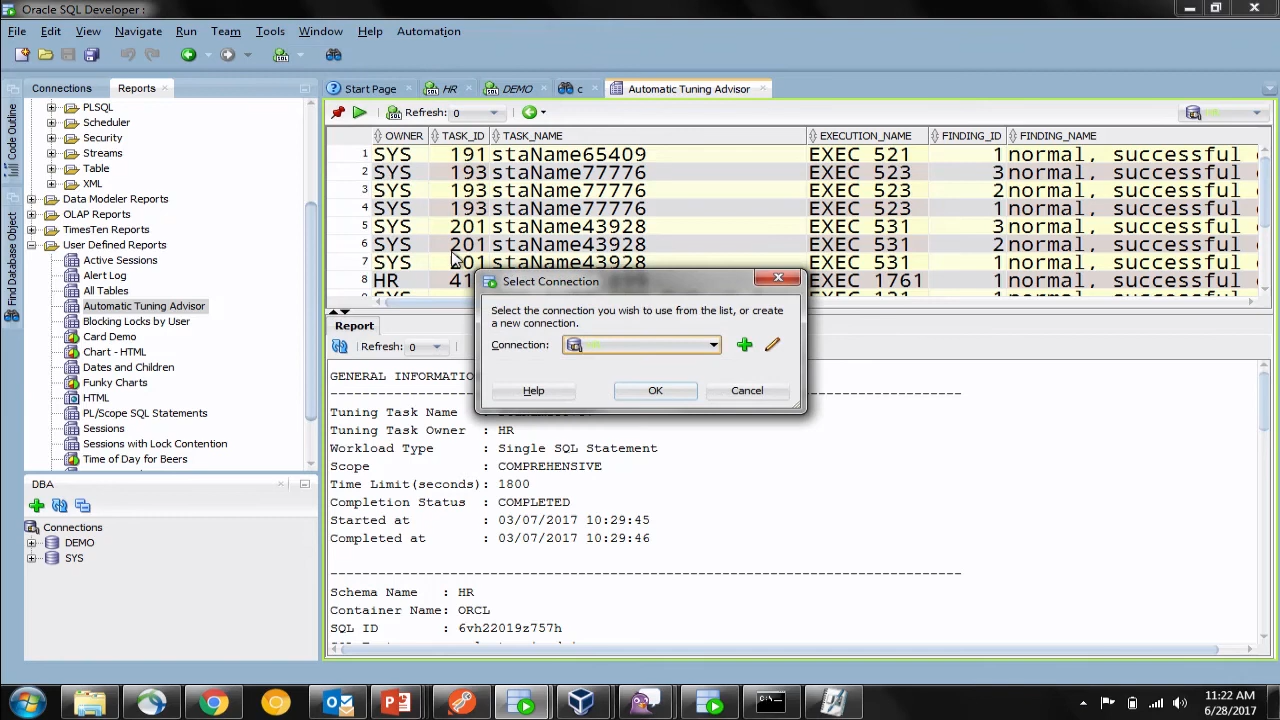 Oracle SQL Developer :
File Edit View Navigate Run Team Tools Window Help Automation
Connections Reports
Start Page HR DEMO c Automatic Tuning Advisor
Code Outline
Find Database Object
PLSQL
Scheduler
Security
Streams
Table
XML
Data Modeler Reports
OLAP Reports
TimesTen Reports
User Defined Reports
Active Sessions
Alert Log
All Tables
Automatic Tuning Advisor
Blocking Locks by User
Card Demo
Chart - HTML
Dates and Children
Funky Charts
HTML
PL/Scope SQL Statements
Sessions
Sessions with Lock Contention
Time of Day for Beers
DBA
Connections
DEMO
SYS
Refresh: 0
OWNER TASK_ID TASK_NAME EXECUTION_NAME FINDING_ID FINDING_NAME
1 SYS 191 staName65409 EXEC 521 1 normal, successful
2 SYS 193 staName77776 EXEC 523 3 normal, successful
3 SYS 193 staName77776 EXEC 523 2 normal, successful
4 SYS 193 staName77776 EXEC 523 1 normal, successful
5 SYS 201 staName43928 EXEC 531 3 normal, successful
6 SYS 201 staName43928 EXEC 531 2 normal, successful
7 SYS staName43928 EXEC 531 1 normal, successful
8 HR EXEC 1761 1 normal, successful
Select Connection
Select the connection you wish to use from the list, or create
a new connection.
Connection:
Help OK Cancel
Report
Refresh: 0
GENERAL INFORMATIO
-------------------------------------------------------------------------------
Tuning Task Name :
Tuning Task Owner : HR
Workload Type : Single SQL Statement
Scope : COMPREHENSIVE
Time Limit(seconds): 1800
Completion Status : COMPLETED
Started at : 03/07/2017 10:29:45
Completed at : 03/07/2017 10:29:46
-------------------------------------------------------------------------------
Schema Name : HR
Container Name: ORCL
SQL ID : 6vh22019z757h
11:22 AM
6/28/2017